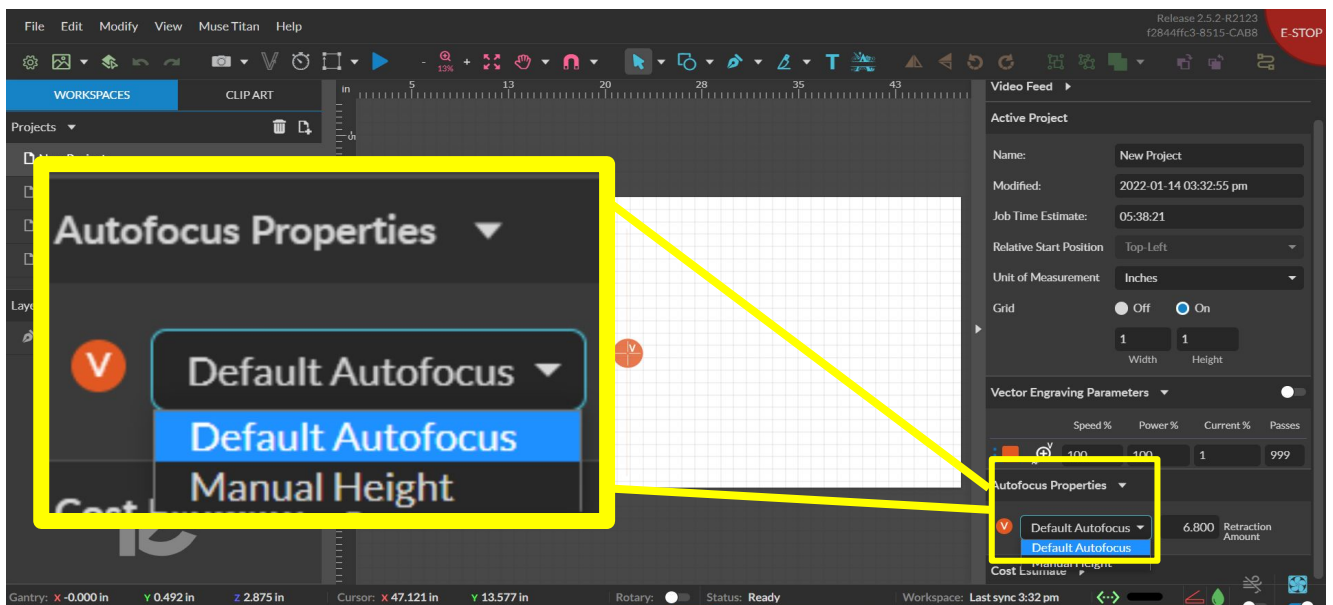 File Edit Modify View Muse Titan Help
Release 2.5.2-R2123
f2844ffc3-8515-CAB8
E-STOP
- 13% +
T
WORKSPACES CLIP ART
in 5 13 20 28 35 43
Projects
Autofocus Properties
V Default Autofocus
Default Autofocus
Manual Height
V
Video Feed
Active Project
Name: New Project
Modified: 2022-01-14 03:32:55 pm
Job Time Estimate: 05:38:21
Relative Start Position Top-Left
Unit of Measurement Inches
Grid Off On
1 1
Width Height
Vector Engraving Parameters
Speed % Power % Current % Passes
V 100 100 1 999
Autofocus Properties
V Default Autofocus 6.800 Retraction Amount
Default Autofocus
Manual Height
Cost Estimate
Gantry: X -0.000 in Y 0.492 in Z 2.875 in Cursor: X 47.121 in Y 13.577 in Rotary: Status: Ready Workspace: Last sync 3:32 pm